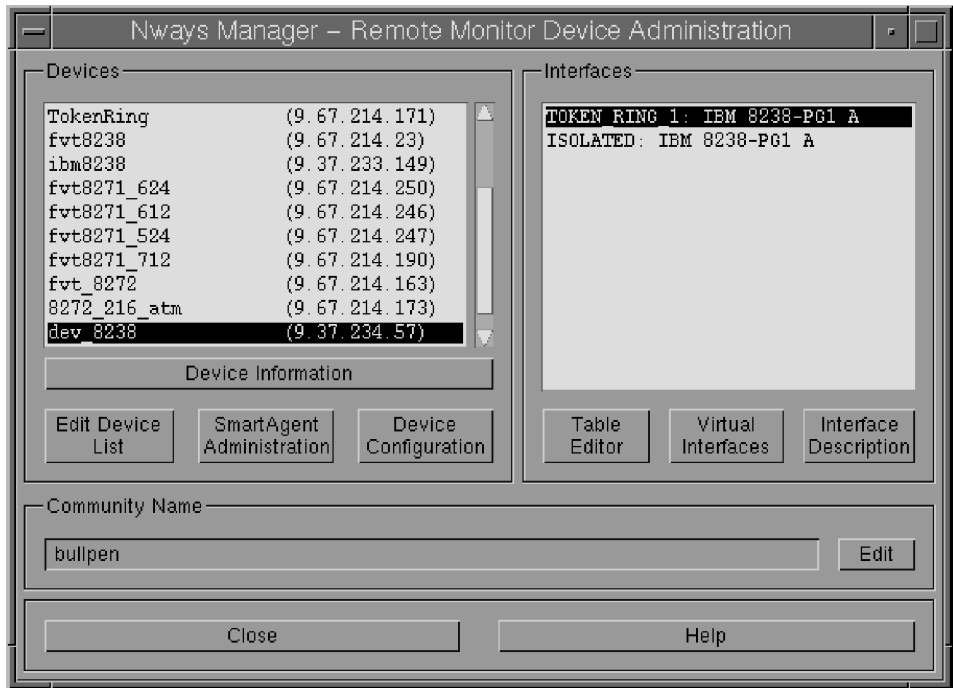 Nways Manager – Remote Monitor Device Administration
Devices
TokenRing (9.67.214.171)
fvt8238 (9.67.214.23)
ibm8238 (9.37.233.149)
fvt8271_624 (9.67.214.250)
fvt8271_612 (9.67.214.246)
fvt8271_524 (9.67.214.247)
fvt8271_712 (9.67.214.190)
fvt_8272 (9.67.214.163)
8272_216_atm (9.67.214.173)
dev_8238 (9.37.234.57)
Device Information
Edit Device
List
SmartAgent
Administration
Device
Configuration
Interfaces
TOKEN_RING_1: IBM 8238-PG1 A
ISOLATED: IBM 8238-PG1 A
Table
Editor
Virtual
Interfaces
Interface
Description
Community Name
bullpen
Edit
Close
Help